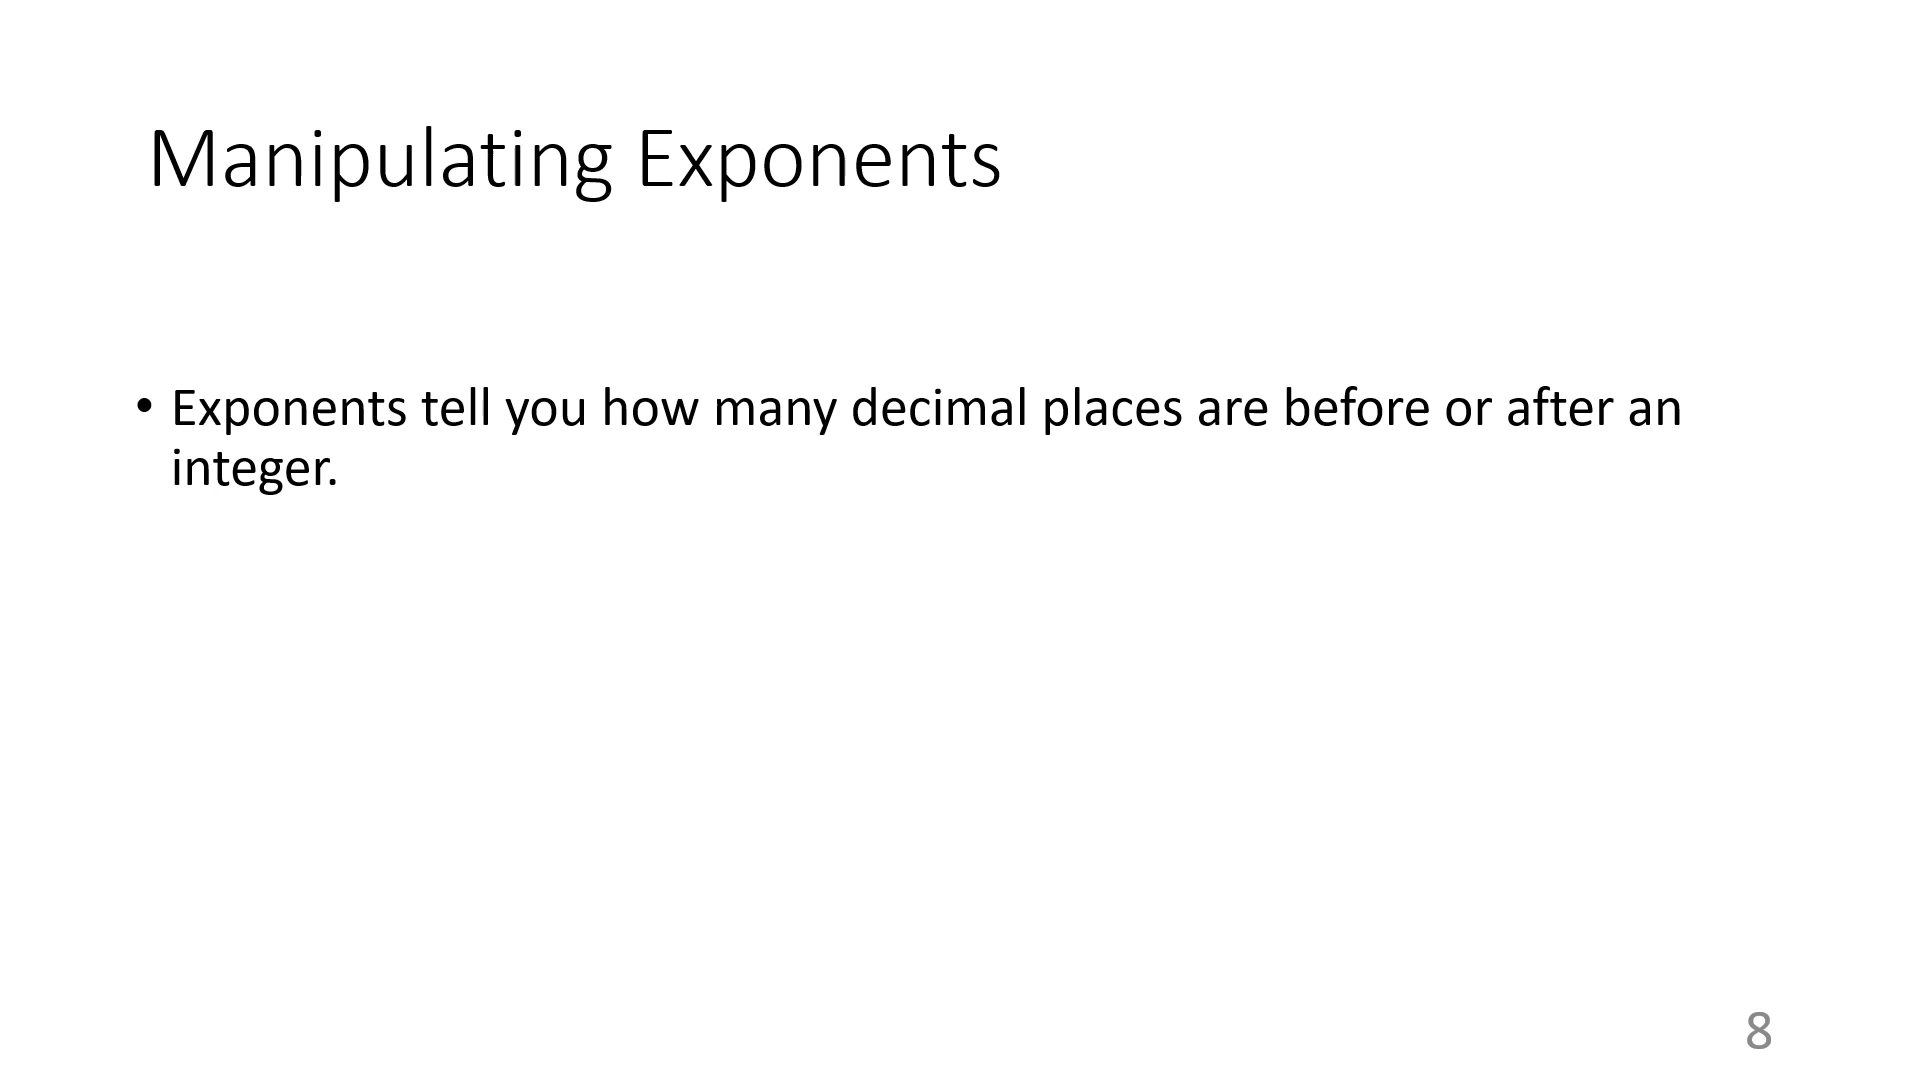 Manipulating Exponents
• Exponents tell you how many decimal places are before or after an
integer.
8